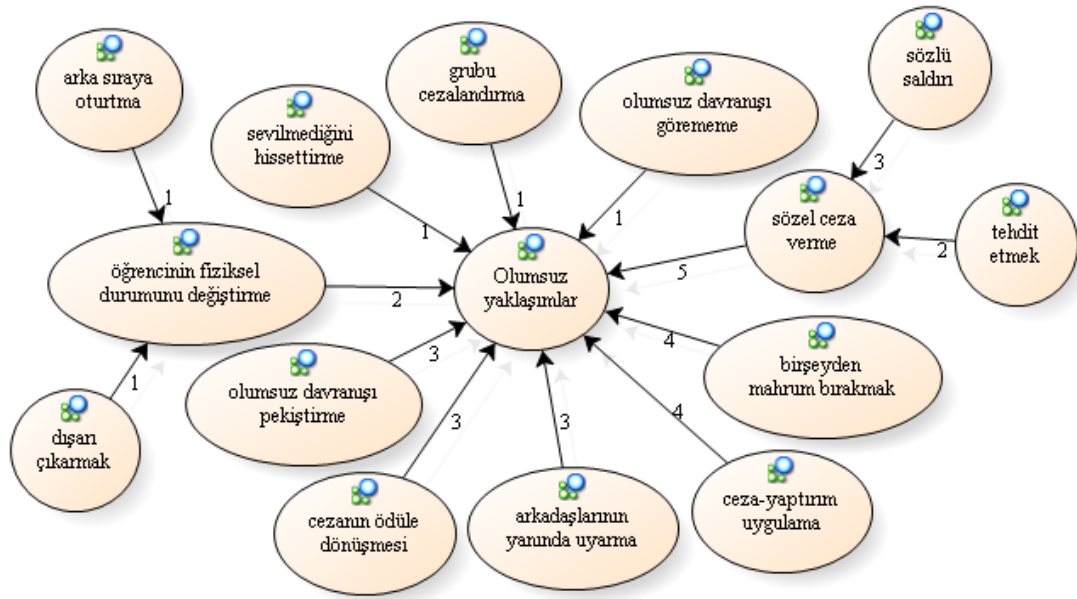 arka sıraya
oturtma
sevilmediğini
hissettirme
grubu
cezalandırma
olumsuz davranışı
görememe
sözlü
saldırı
1
1
1
1
3
öğrencinin fiziksel
durumunu değiştirme
2
Olumsuz
yaklaşımlar
5
sözel ceza
verme
2
tehdit
etmek
1
dışarı
çıkarmak
3
olumsuz davranışı
pekiştirme
4
birşeyden
mahrum bırakmak
3
cezanın ödüle
dönüşmesi
3
arkadaşlarının
yanında uyarma
4
ceza-yaptırım
uygulama